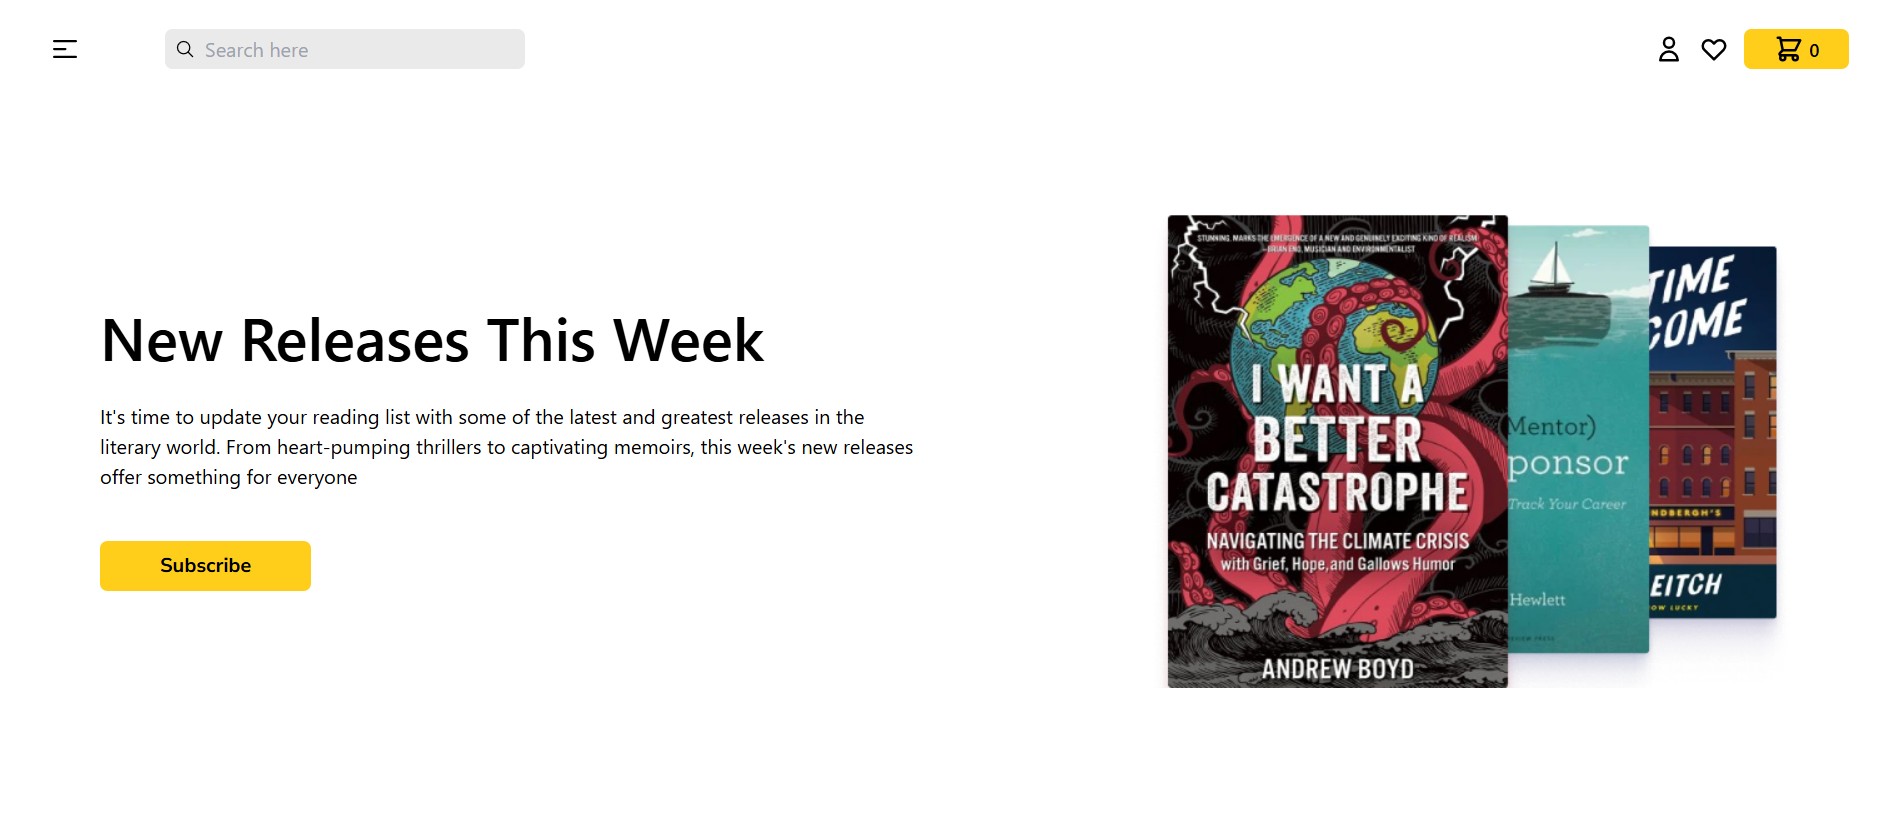 Search here
0
New Releases This Week
It's time to update your reading list with some of the latest and greatest releases in the
literary world. From heart-pumping thrillers to captivating memoirs, this week's new releases
offer something for everyone
Subscribe
STUNNING. MARKS THE EMERGENCE OF A NEW AND GENUINELY EXCITING KIND OF REALISM
—BRIAN ENO, MUSICIAN AND ENVIRONMENTALIST
I WANT A
BETTER
CATASTROPHE
NAVIGATING THE CLIMATE CRISIS
with Grief, Hope, and Gallows Humor
ANDREW BOYD
Mentor)
ponsor
Track Your Career
Hewlett
TIME
COME
NDBERGH'S
EITCH
OW LUCKY